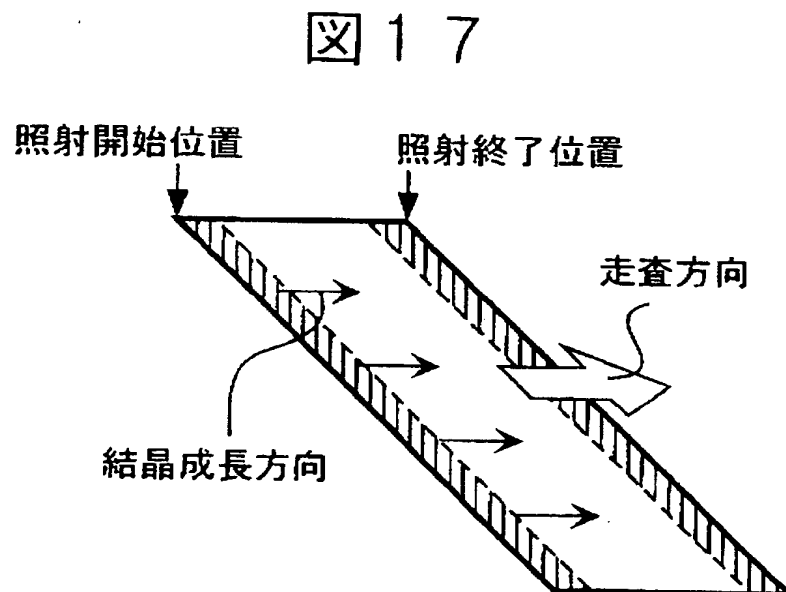 図１７
照射開始位置
照射終了位置
走査方向
結晶成長方向